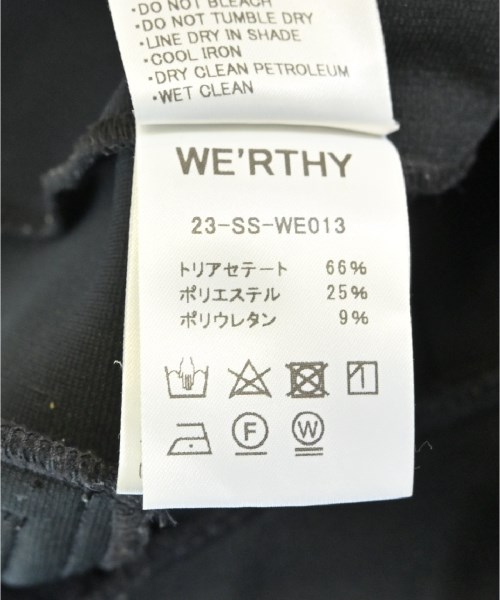 ・DO NOT BLEACH
・DO NOT TUMBLE DRY
・LINE DRY IN SHADE
・COOL IRON
・DRY CLEAN PETROLEUM
・WET CLEAN
WE'RTHY
23-SS-WE013
トリアセテート 66%
ポリエステル 25%
ポリウレタン 9%
F W